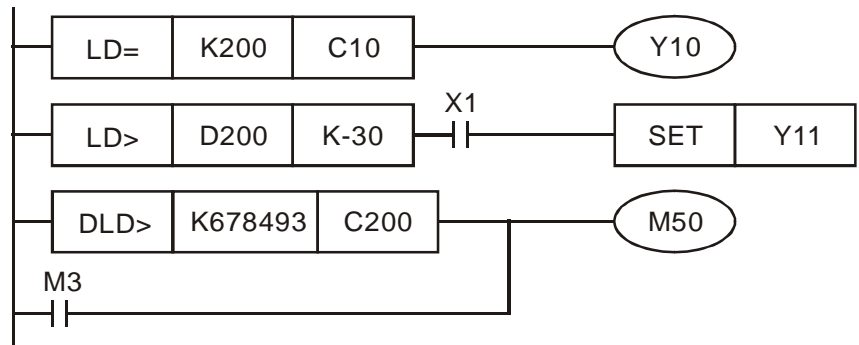 LD= K200 C10 Y10
X1
LD> D200 K-30 SET Y11
DLD> K678493 C200 M50
M3